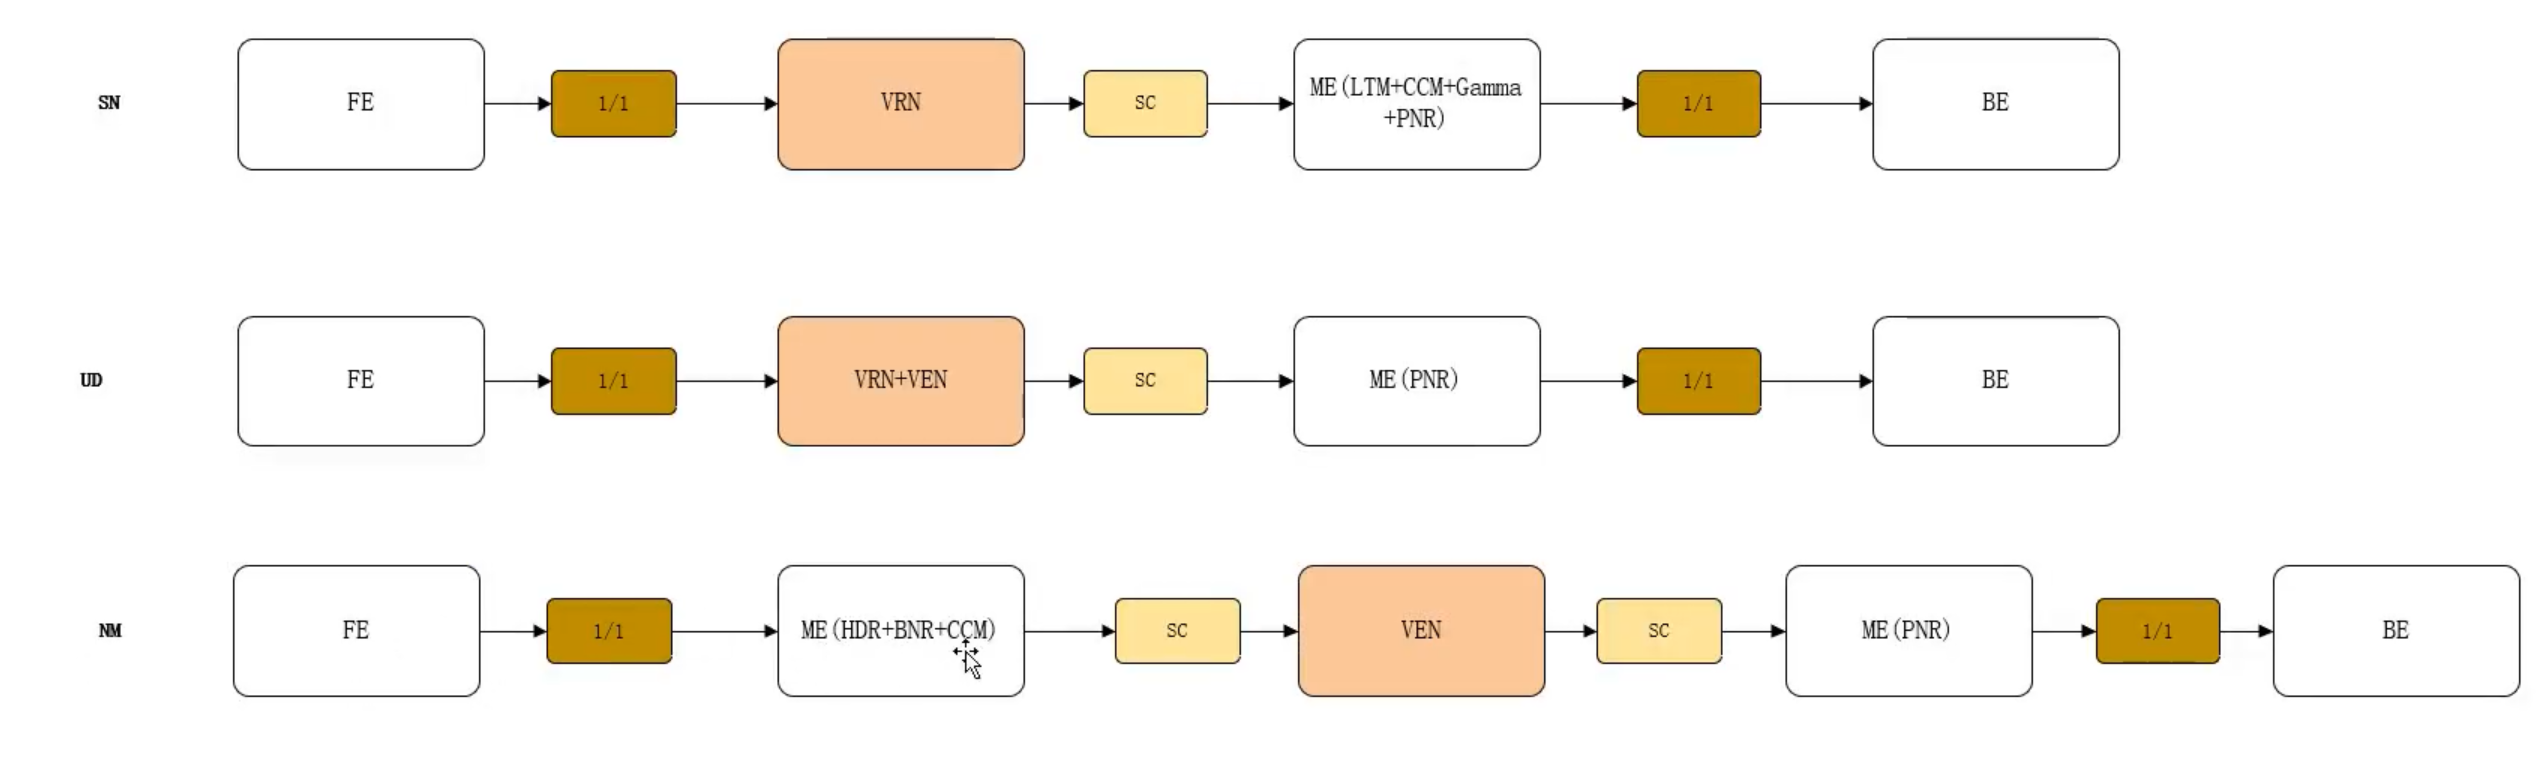 SN
FE
1/1
VRN
SC
ME(LTM+CCM+Gamma
+PNR)
1/1
BE
UD
FE
1/1
VRN+VEN
SC
ME(PNR)
1/1
BE
NM
FE
1/1
ME(HDR+BNR+CCM)
SC
VEN
SC
ME(PNR)
1/1
BE